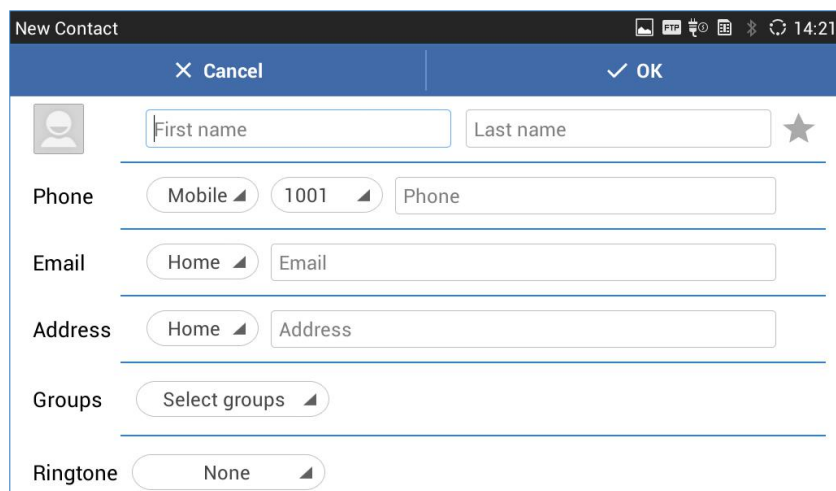 New Contact FTP 14:21
Cancel OK
First name Last name
Phone Mobile 1001 Phone
Email Home Email
Address Home Address
Groups Select groups
Ringtone None